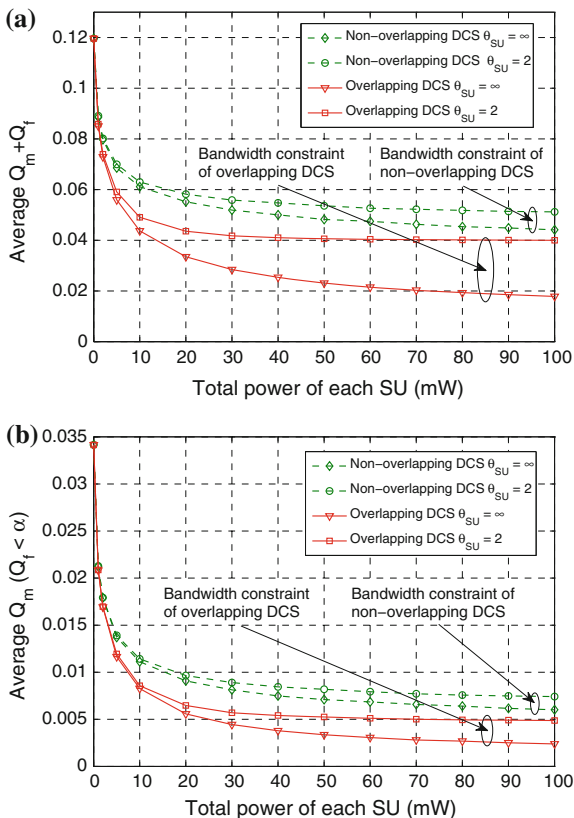 (a)
0.12
0.1
0.08
0.06
0.04
0.02
0
Average Q_m+Q_f
Non−overlapping DCS θ_SU = ∞
Non−overlapping DCS θ_SU = 2
Overlapping DCS θ_SU = ∞
Overlapping DCS θ_SU = 2
Bandwidth constraint
of overlapping DCS
Bandwidth constraint of
non−overlapping DCS
0 10 20 30 40 50 60 70 80 90 100
Total power of each SU (mW)
(b)
0.035
0.03
0.025
0.02
0.015
0.01
0.005
0
Average Q_m (Q_f < α)
Non−overlapping DCS θ_SU = ∞
Non−overlapping DCS θ_SU = 2
Overlapping DCS θ_SU = ∞
Overlapping DCS θ_SU = 2
Bandwidth constraint
of overlapping DCS
Bandwidth constraint of
non−overlapping DCS
0 10 20 30 40 50 60 70 80 90 100
Total power of each SU (mW)